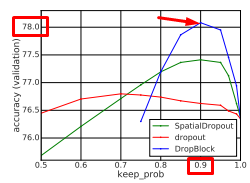 78.0
77.5
77.0
76.5
76.0
accuracy (validation)
SpatialDropout
dropout
DropBlock
0.5 0.6 0.7 0.8 0.9 1.0
keep_prob